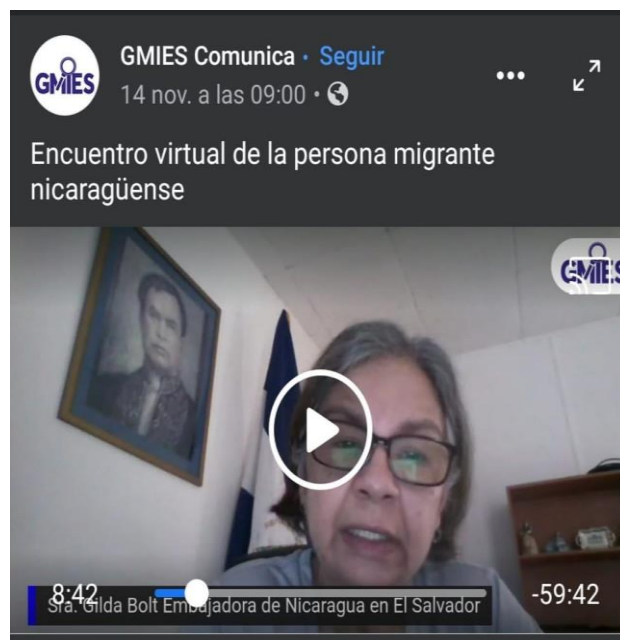 GMIES
GMIES Comunica · Seguir
14 nov. a las 09:00 ·
Encuentro virtual de la persona migrante
nicaragüense
GMIES
8:42
-59:42
Sra. Gilda Bolt Embajadora de Nicaragua en El Salvador